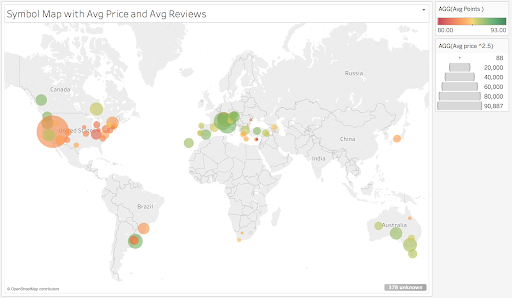 Symbol Map with Avg Price and Avg Reviews
Canada
Russia
United States
China
India
Brazil
Australia
© OpenStreetMap contributors
178 unknown
AGG(Avg Points )
80.00 93.00
AGG(Avg price ^2.5)
88
20,000
40,000
60,000
80,000
90,887